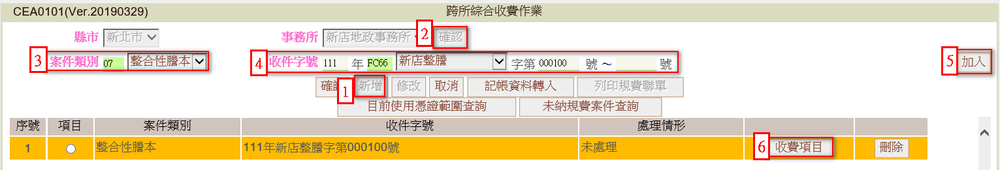 CEA0101(Ver.20190329) 跨所綜合收費作業
縣市 新北市 事務所 新店地政事務所 2 確認
3 案件類別 07 整合性謄本 4 收件字號 111 年 FC66 新店整謄 字第 000100 號 ～ 號 5 加入
確認 1 新增 修改 取消 記帳資料轉入 列印規費聯單
目前使用憑證範圍查詢 未納規費案件查詢
序號 項目 案件類別 收件字號 處理情形
1 整合性謄本 111年新店整謄字第000100號 未處理 6 收費項目 刪除